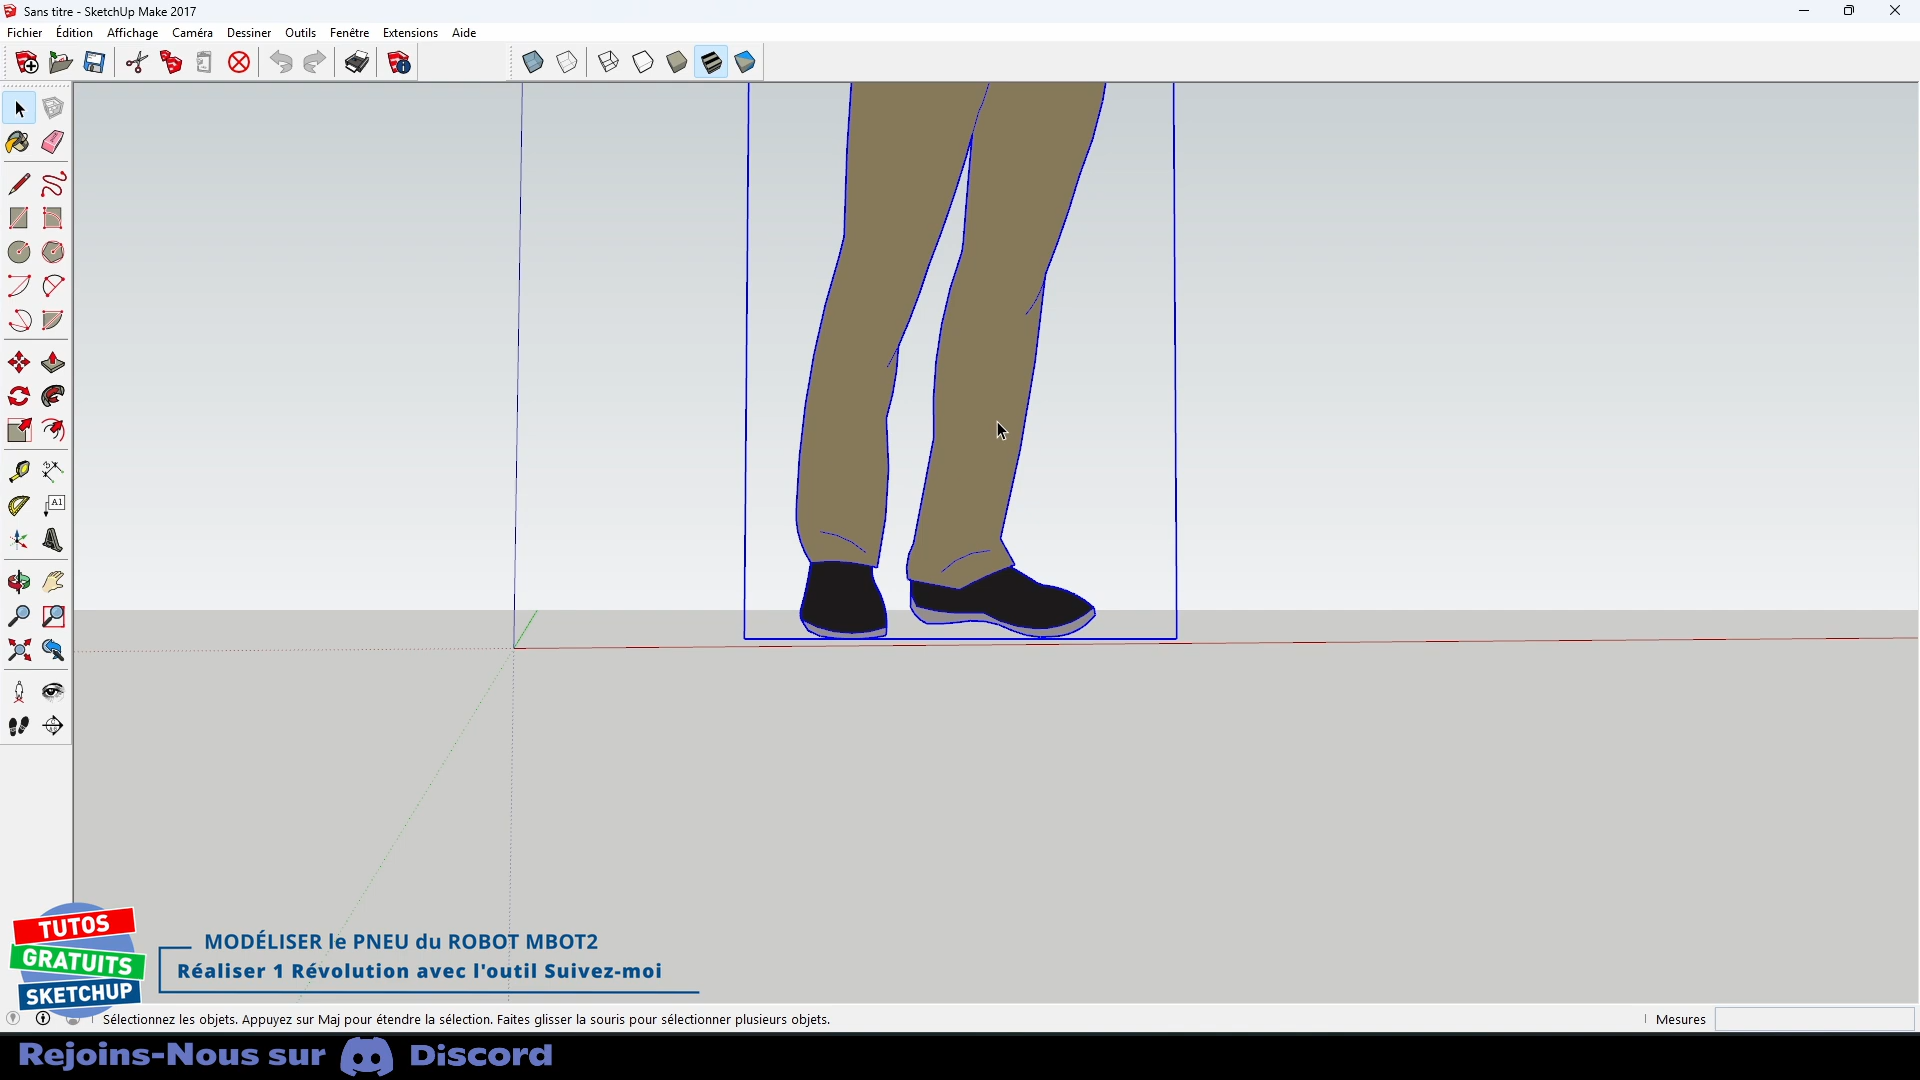 Sans titre - SketchUp Make 2017
Fichier Édition Affichage Caméra Dessiner Outils Fenêtre Extensions Aide
A1
TUTOS
GRATUITS
SKETCHUP
MODÉLISER le PNEU du ROBOT MBOT2
Réaliser 1 Révolution avec l'outil Suivez-moi
Sélectionnez les objets. Appuyez sur Maj pour étendre la sélection. Faites glisser la souris pour sélectionner plusieurs objets.
Mesures
Rejoins-Nous sur Discord